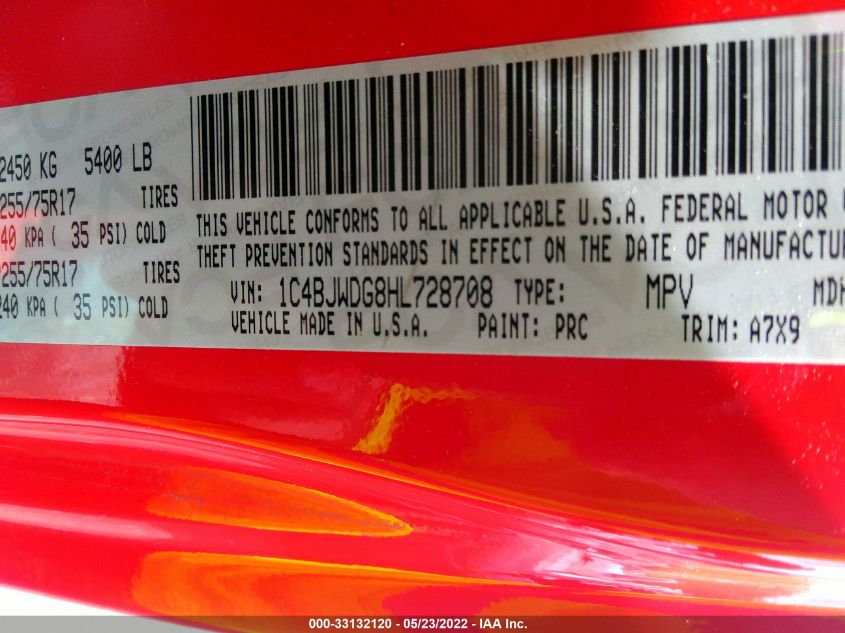 2450 KG 5400 LB
255/75R17 TIRES
40 KPA ( 35 PSI) COLD
255/75R17 TIRES
240 KPA ( 35 PSI) COLD
THIS VEHICLE CONFORMS TO ALL APPLICABLE U.S.A. FEDERAL MOTOR
THEFT PREVENTION STANDARDS IN EFFECT ON THE DATE OF MANUFACTU
VIN: 1C4BJWDG8HL728708 TYPE: MPV MDH
VEHICLE MADE IN U.S.A. PAINT: PRC TRIM: A7X9
000-33132120 - 05/23/2022 - IAA Inc.